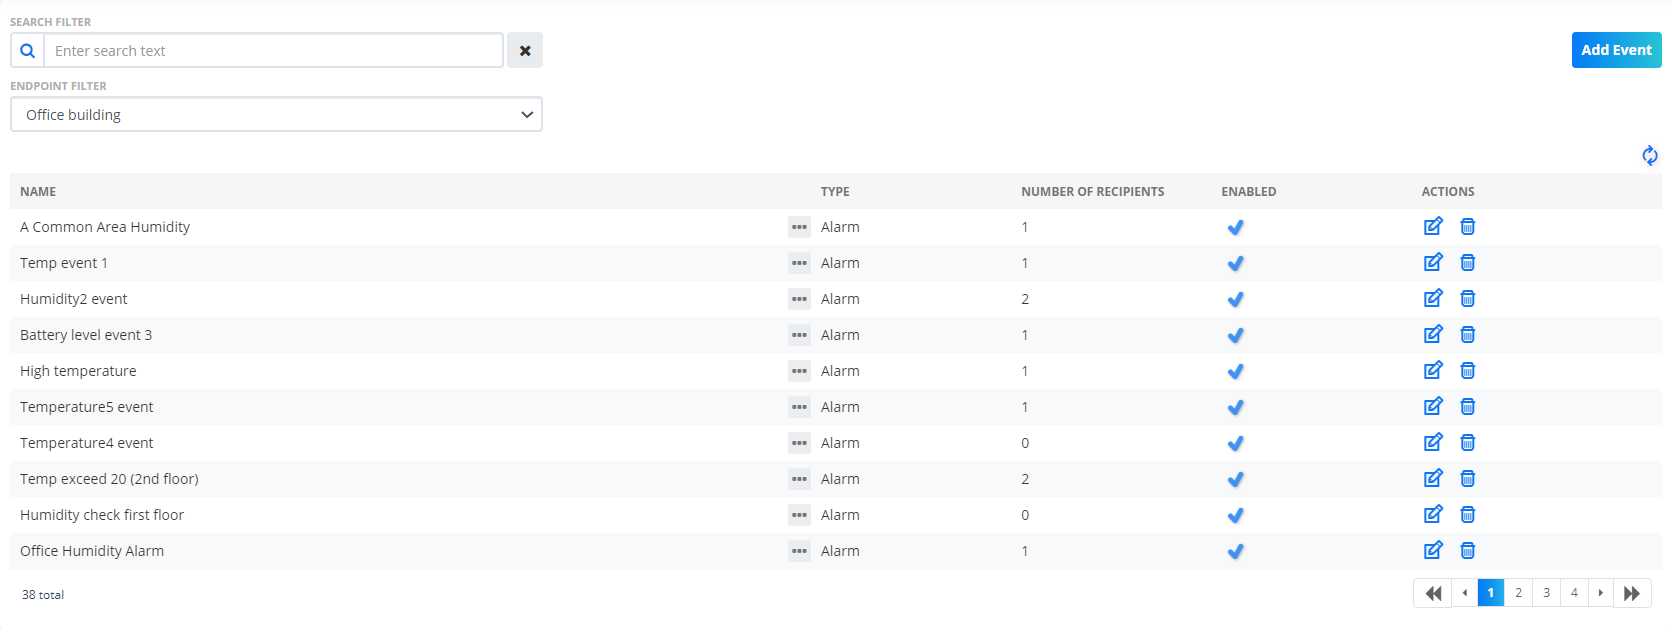 SEARCH FILTER
Enter search text
Add Event
ENDPOINT FILTER
Office building
NAME TYPE NUMBER OF RECIPIENTS ENABLED ACTIONS
A Common Area Humidity Alarm 1
Temp event 1 Alarm 1
Humidity2 event Alarm 2
Battery level event 3 Alarm 1
High temperature Alarm 1
Temperature5 event Alarm 1
Temperature4 event Alarm 0
Temp exceed 20 (2nd floor) Alarm 2
Humidity check first floor Alarm 0
Office Humidity Alarm Alarm 1
38 total 1 2 3 4